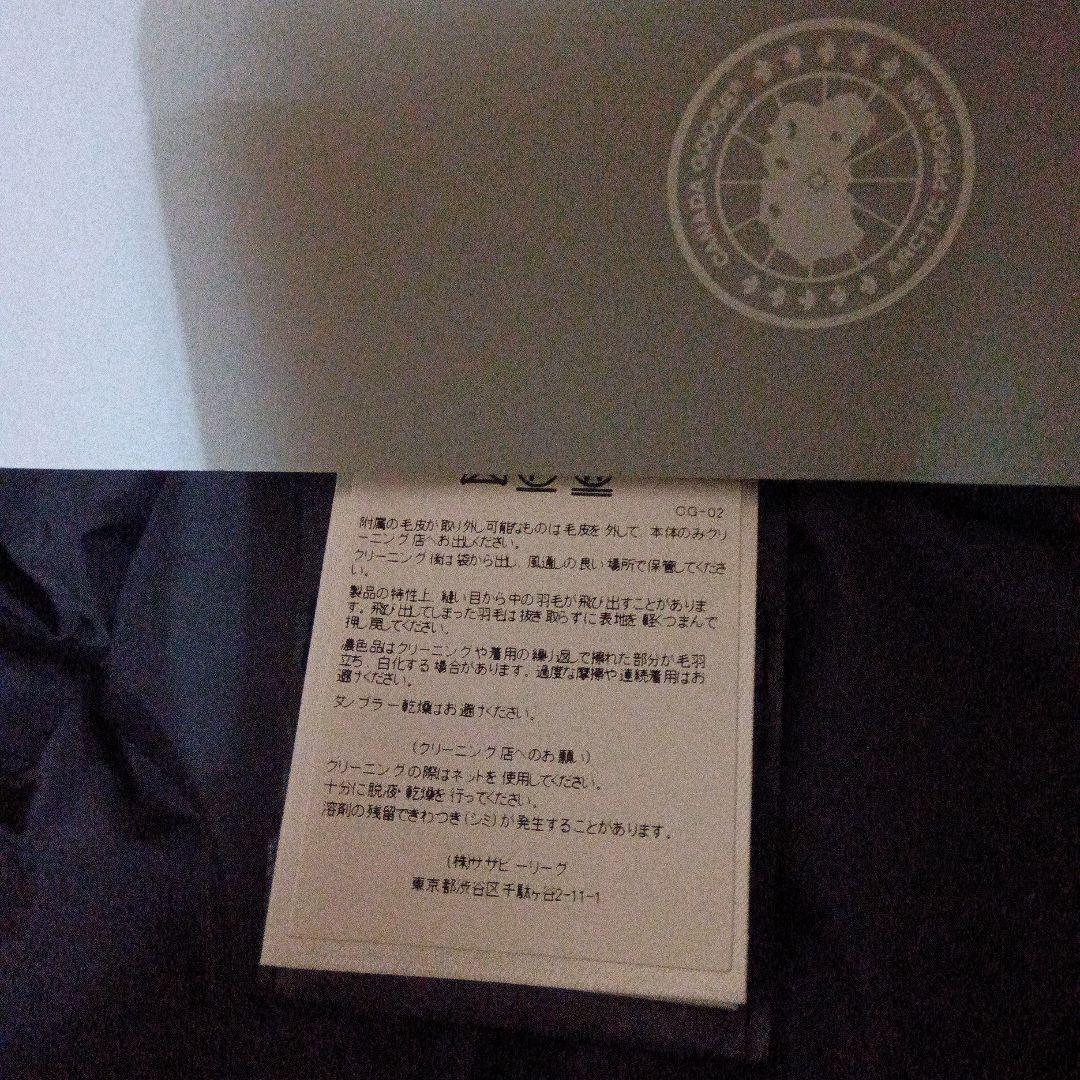 CANADA GOOSE® ARCTIC PROGRAM
CG-02
附属の毛皮が取り外し可能なものは毛皮を外して、本体のみクリ
ーニング店へお出しください。
クリーニング後は袋から出し、風通しの良い場所で保管してくださ
い。
製品の特性上、縫い目から中の羽毛が飛び出すことがありま
す。飛び出してしまった羽毛は抜き取らずに表地を軽くつまんで
押し戻してください。
濃色品はクリーニングや着用の繰り返しで擦れた部分が毛羽
立ち 白化する場合があります。過度な摩擦や連続着用はお
避けください。
タンブラー乾燥はお避けください。
(クリーニング店へのお願い)
クリーニングの際はネットを使用してください。
十分に脱液・乾燥を行ってください。
溶剤の残留できわつき(シミ)が発生することがあります。
(株)サザビーリーグ
東京都渋谷区千駄ヶ谷2-11-1